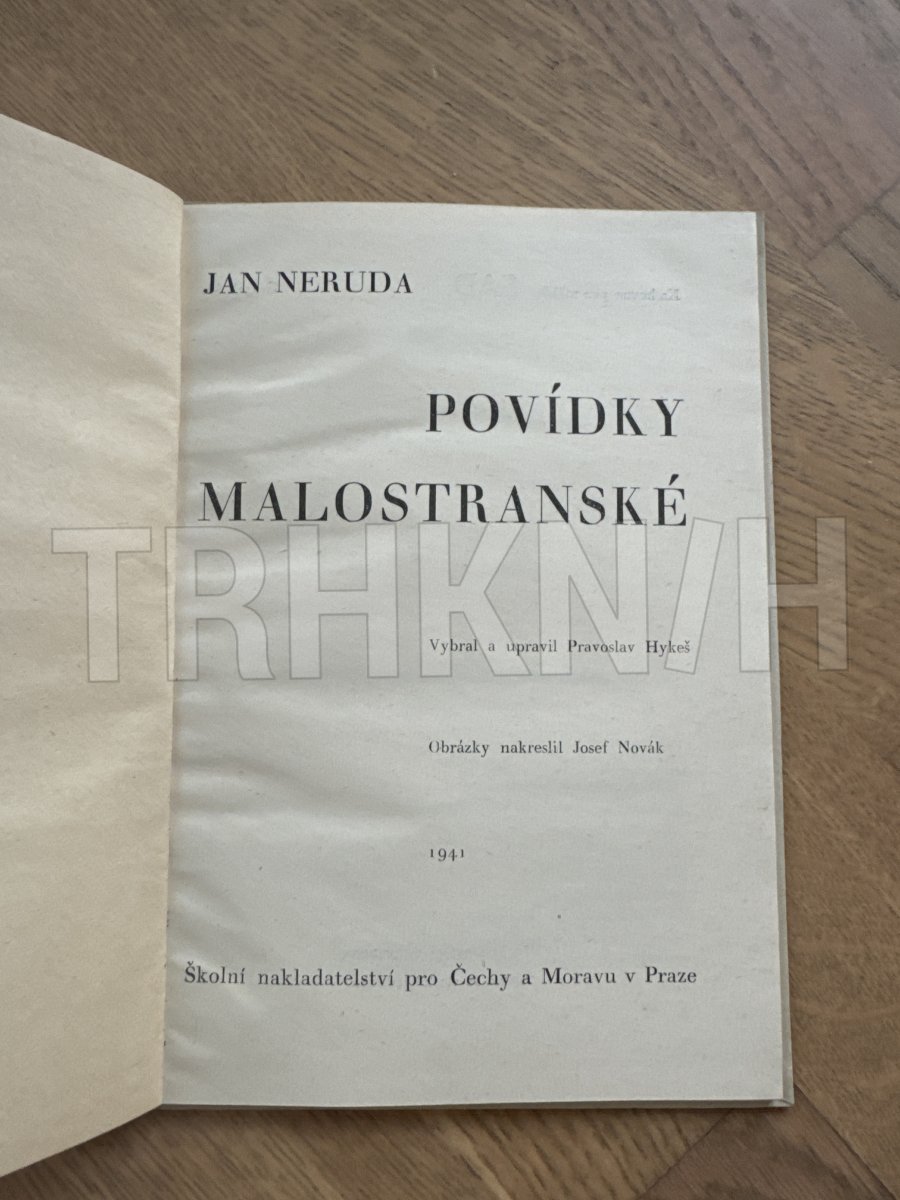 JAN NERUDA
POVÍDKY
MALOSTRANSKÉ
TRHKNIH
Vybral a upravil Pravoslav Hykeš
Obrázky nakreslil Josef Novák
1941
Školní nakladatelství pro Čechy a Moravu v Praze